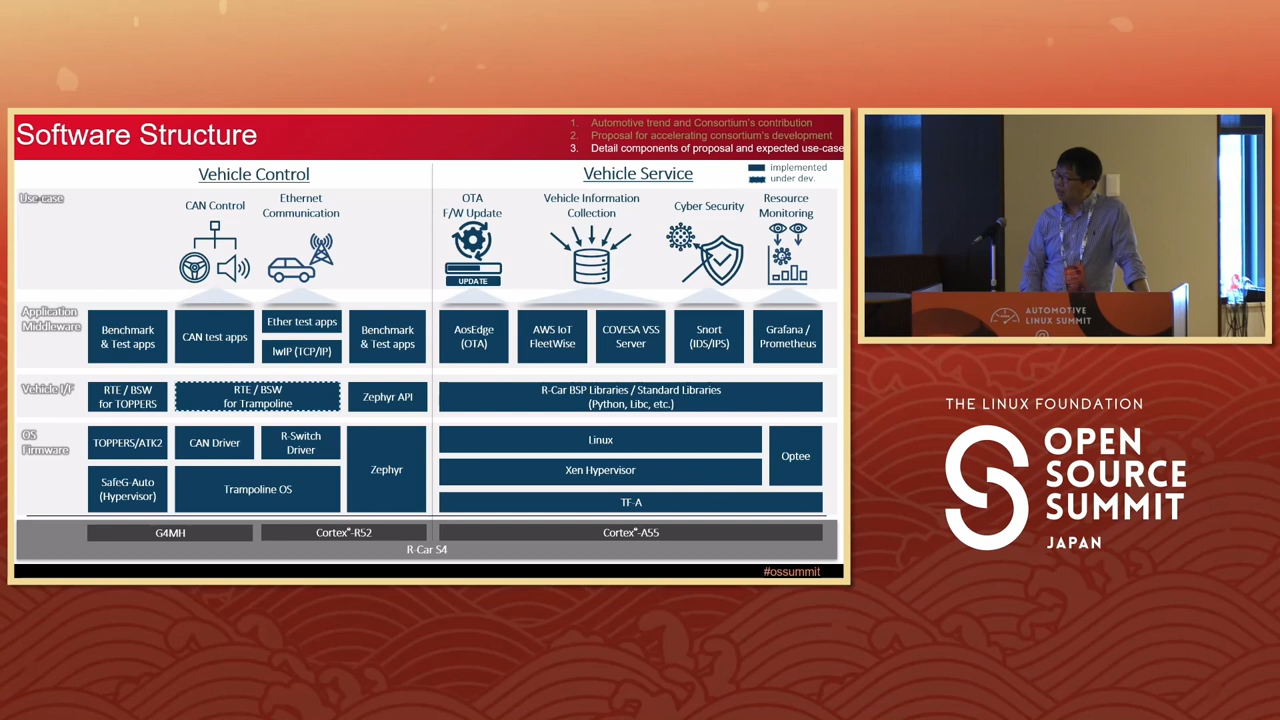 Software Structure
1. Automotive trend and Consortium's contribution
2. Proposal for accelerating consortium's development
3. Detail components of proposal and expected use-case
Vehicle Control
Vehicle Service
implemented
under dev.
Use-case
CAN Control
Ethernet
Communication
OTA
F/W Update
UPDATE
Vehicle Information
Collection
Cyber Security
Resource
Monitoring
Application
Middleware
Benchmark
& Test apps
CAN test apps
Ether test apps
lwIP (TCP/IP)
Benchmark
& Test apps
AosEdge
(OTA)
AWS IoT
FleetWise
COVESA VSS
Server
Snort
(IDS/IPS)
Grafana /
Prometheus
Vehicle I/F
RTE / BSW
for TOPPERS
RTE / BSW
for Trampoline
Zephyr API
R-Car BSP Libraries / Standard Libraries
(Python, Libc, etc.)
OS
Firmware
TOPPERS/ATK2
CAN Driver
R-Switch
Driver
Zephyr
Linux
Optee
SafeG-Auto
(Hypervisor)
Trampoline OS
Xen Hypervisor
TF-A
G4MH
Cortex®-R52
Cortex®-A55
R-Car S4
#ossummit
AUTOMOTIVE
LINUX SUMMIT
THE LINUX FOUNDATION
OPEN
SOURCE
SUMMIT
JAPAN